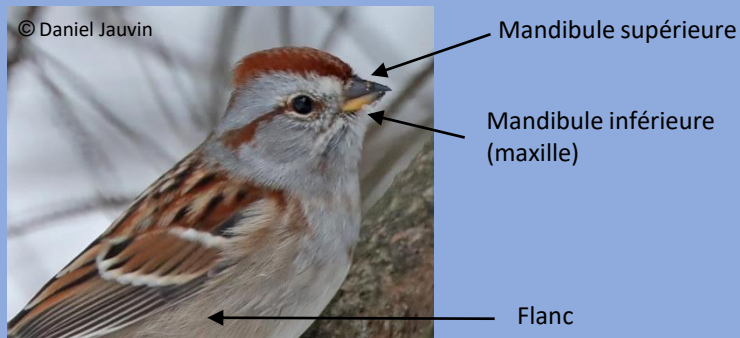 © Daniel Jauvin
Mandibule supérieure
Mandibule inférieure
(maxille)
Flanc